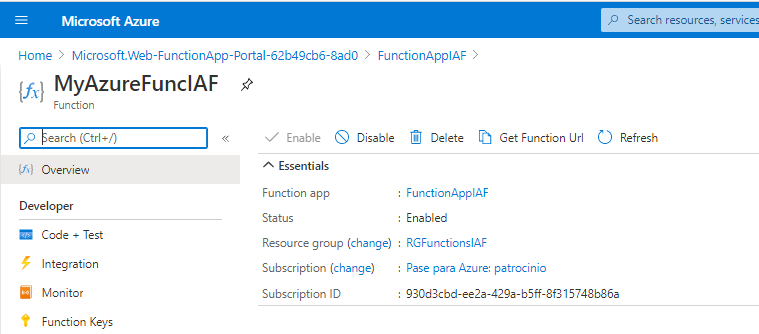 Microsoft Azure
Search resources, services
Home > Microsoft.Web-FunctionApp-Portal-62b49cb6-8ad0 > FunctionAppIAF >
{fx} MyAzureFuncIAF
Function
Search (Ctrl+/) «
Enable Disable Delete Get Function Url Refresh
{fx} Overview
Essentials
Function app : FunctionAppIAF
Status : Enabled
Resource group (change) : RGFunctionsIAF
Subscription (change) : Pase para Azure: patrocinio
Subscription ID : 930d3cbd-ee2a-429a-b5ff-8f315748b86a
Developer
Code + Test
Integration
Monitor
Function Keys